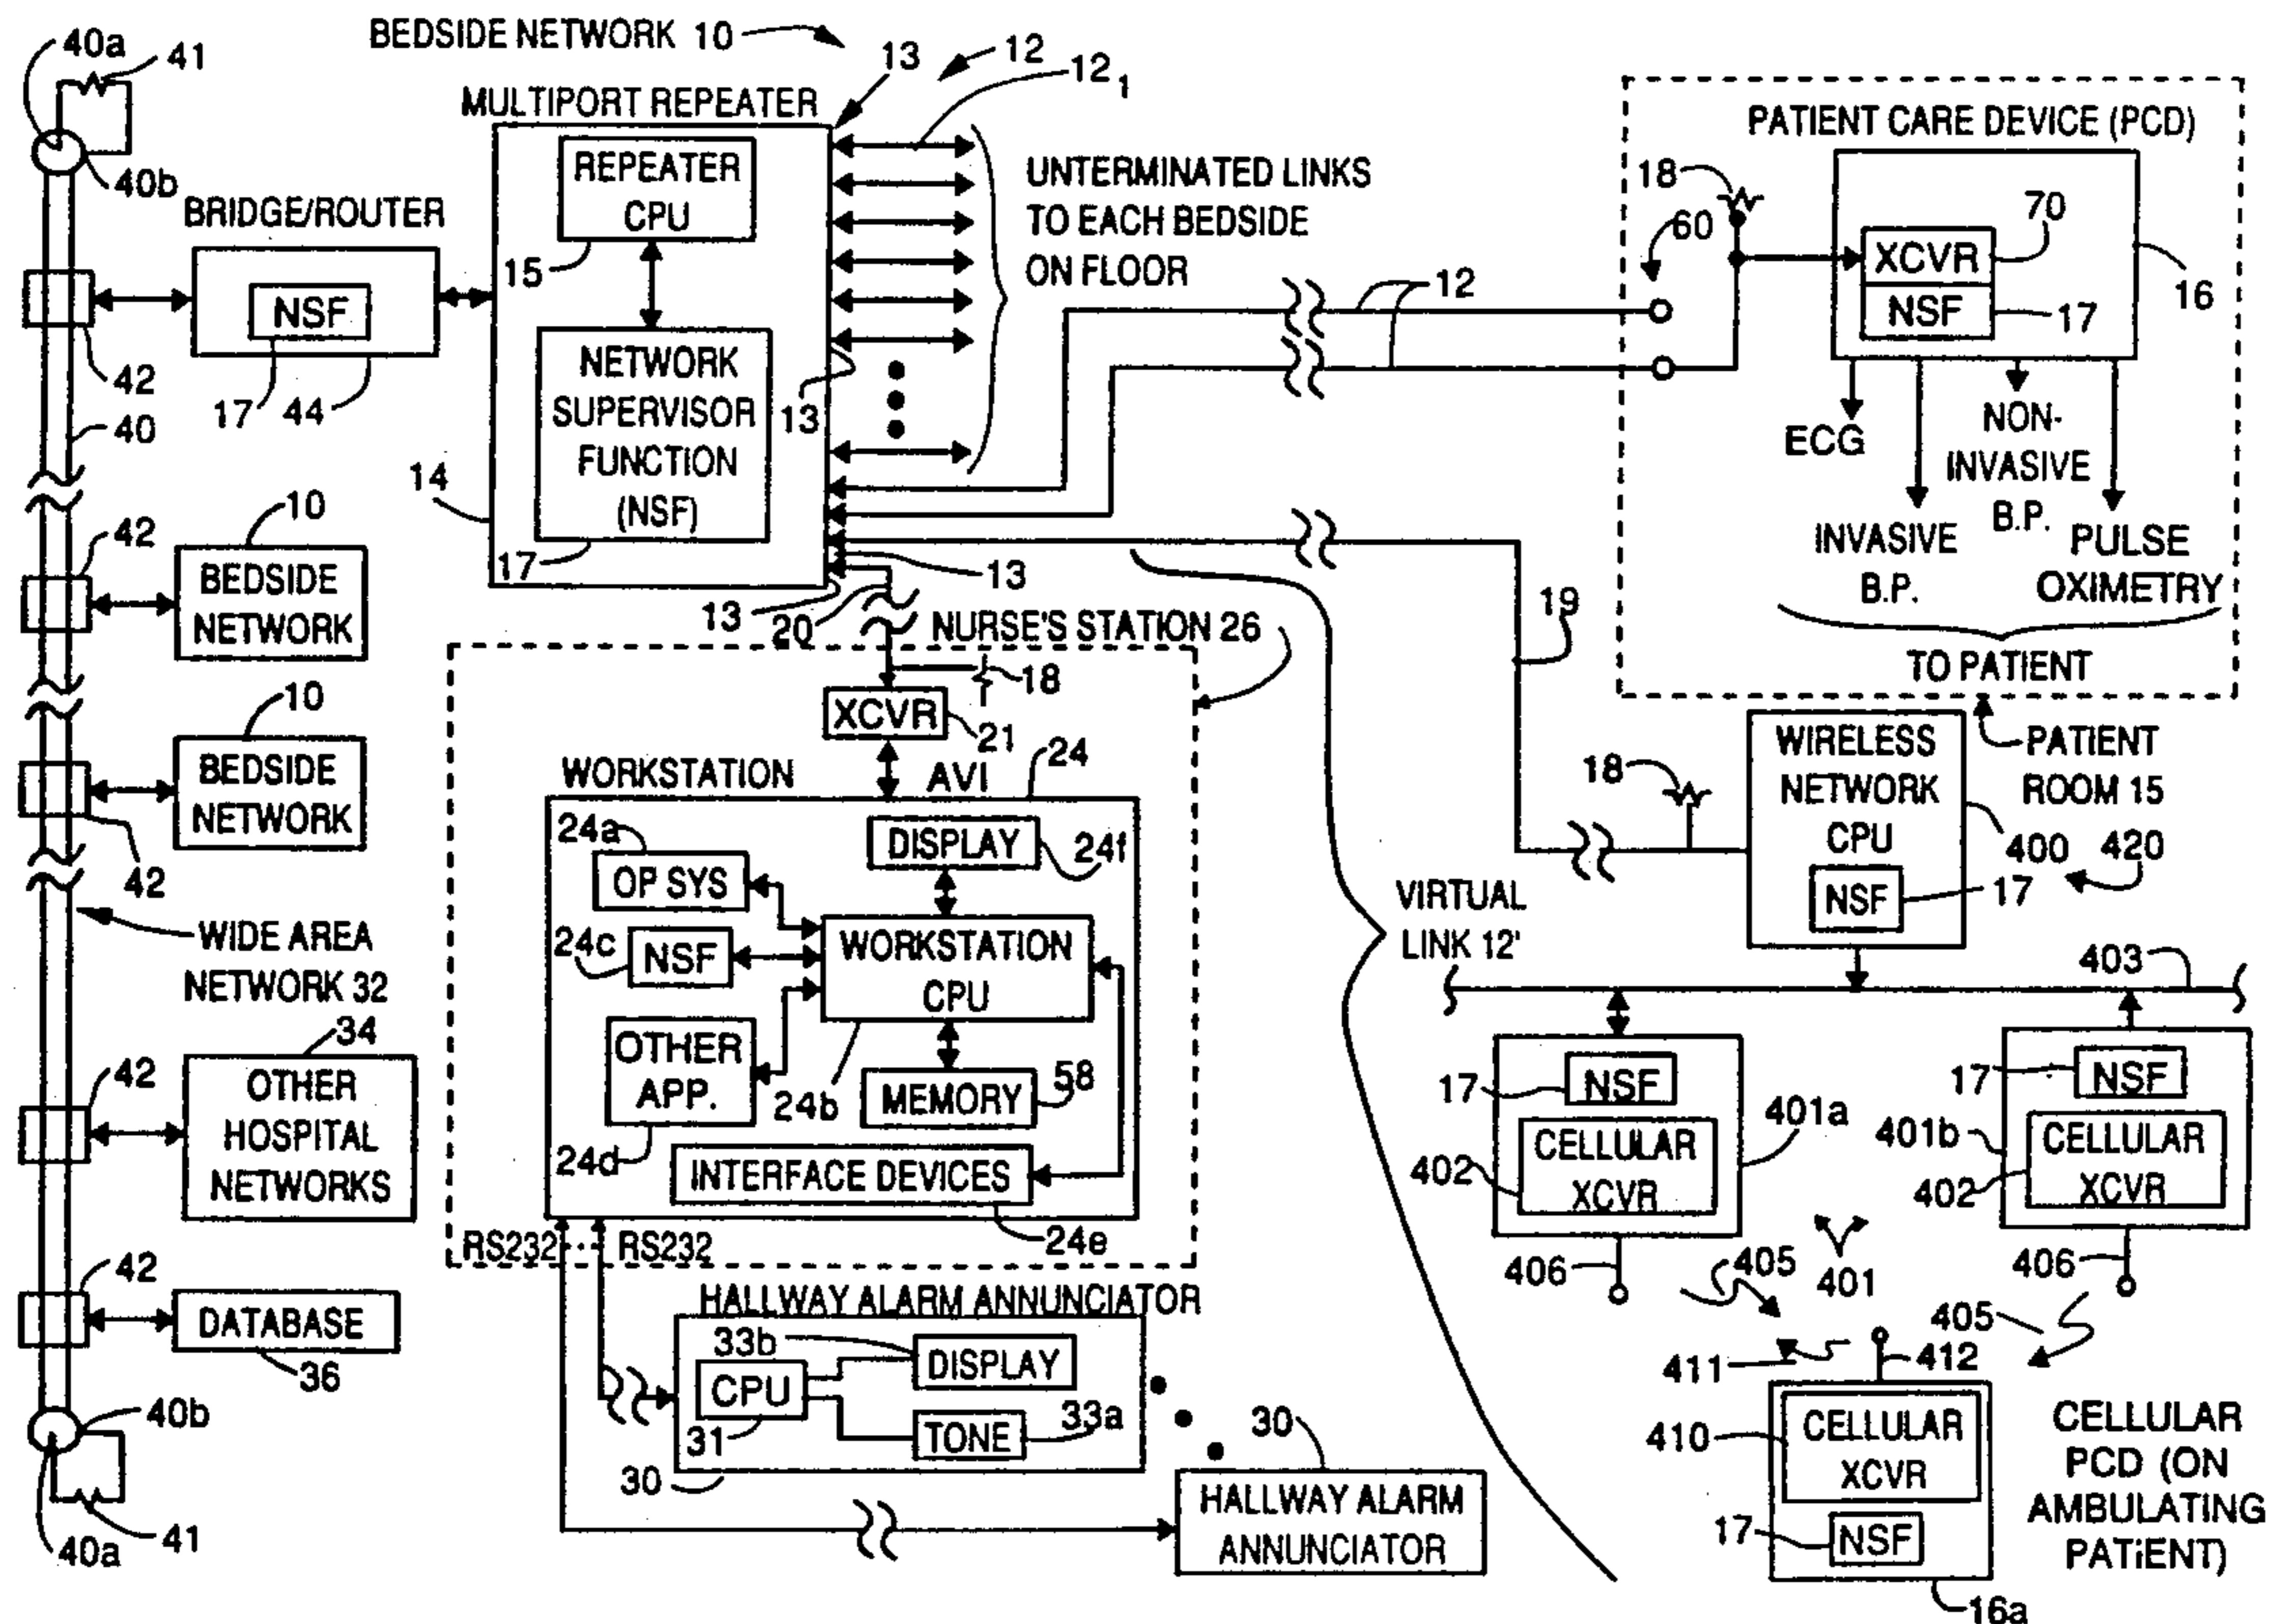 BEDSIDE NETWORK 10
40a
41
40b
BRIDGE/ROUTER
NSF
17
44
42
40
MULTIPORT REPEATER
13
12
12₁
REPEATER
CPU
15
NETWORK
SUPERVISOR
FUNCTION
(NSF)
17
14
13
13
13
20
UNTERMINATED LINKS
TO EACH BEDSIDE
ON FLOOR
12
PATIENT CARE DEVICE (PCD)
18
60
XCVR
70
NSF
17
16
ECG
INVASIVE
B.P.
NON-
INVASIVE
B.P.
PULSE
OXIMETRY
TO PATIENT
PATIENT
ROOM 15
42
10
BEDSIDE
NETWORK
10
BEDSIDE
NETWORK
42
WIDE AREA
NETWORK 32
34
42
OTHER
HOSPITAL
NETWORKS
42
DATABASE
36
40b
41
40a
NURSE'S STATION 26
18
XCVR
21
AVI
WORKSTATION
24
24a
OP SYS
DISPLAY
24f
24c
NSF
WORKSTATION
CPU
OTHER
APP.
24d
24b
MEMORY
58
INTERFACE DEVICES
24e
RS232
RS232
HALLWAY ALARM ANNUNCIATOR
33b
CPU
31
DISPLAY
TONE
33a
30
30
HALLWAY ALARM
ANNUNCIATOR
19
18
WIRELESS
NETWORK
CPU
NSF
17
400
420
VIRTUAL
LINK 12'
403
17
NSF
CELLULAR
XCVR
402
401a
406
17
NSF
401b
CELLULAR
XCVR
402
406
405
401
405
411
412
410
CELLULAR
XCVR
17
NSF
16a
CELLULAR
PCD (ON
AMBULATING
PATiENT)